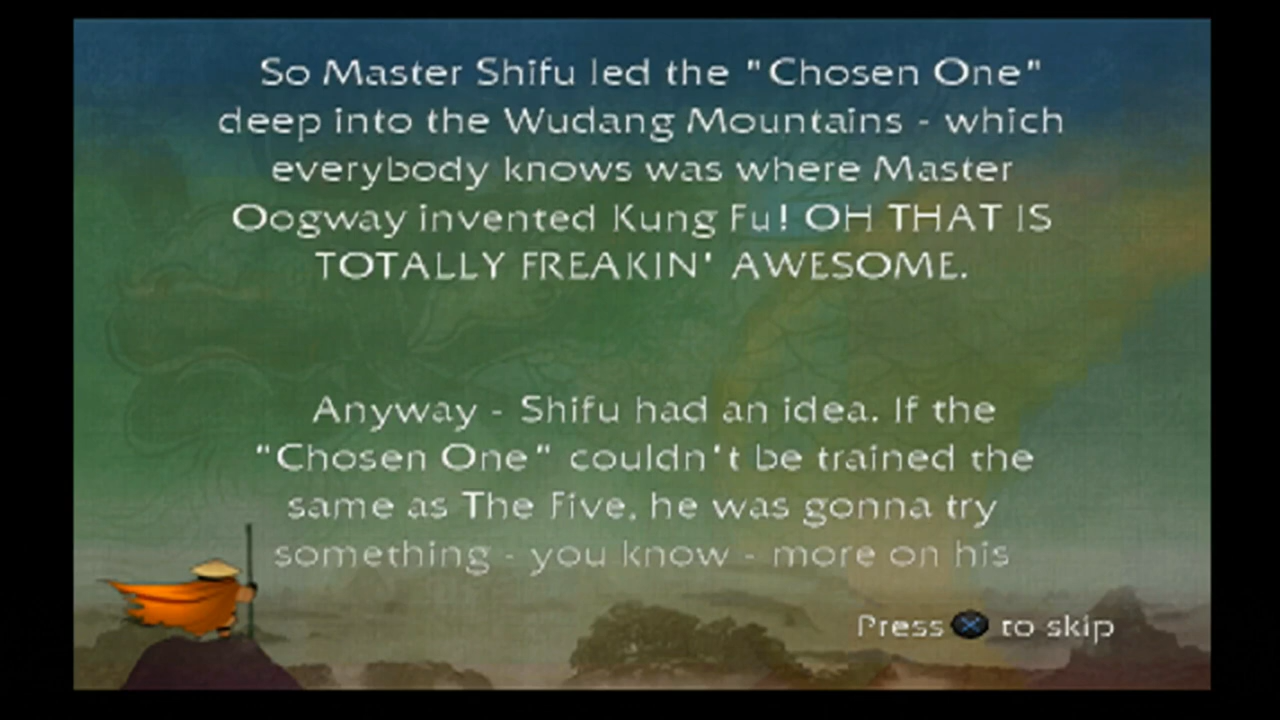 So Master Shifu led the "Chosen One"
deep into the Wudang Mountains - which
everybody knows was where Master
Oogway invented Kung Fu! OH THAT IS
TOTALLY FREAKIN' AWESOME.
Anyway - Shifu had an idea. If the
"Chosen One" couldn't be trained the
same as The Five, he was gonna try
something - you know - more on his
Press to skip